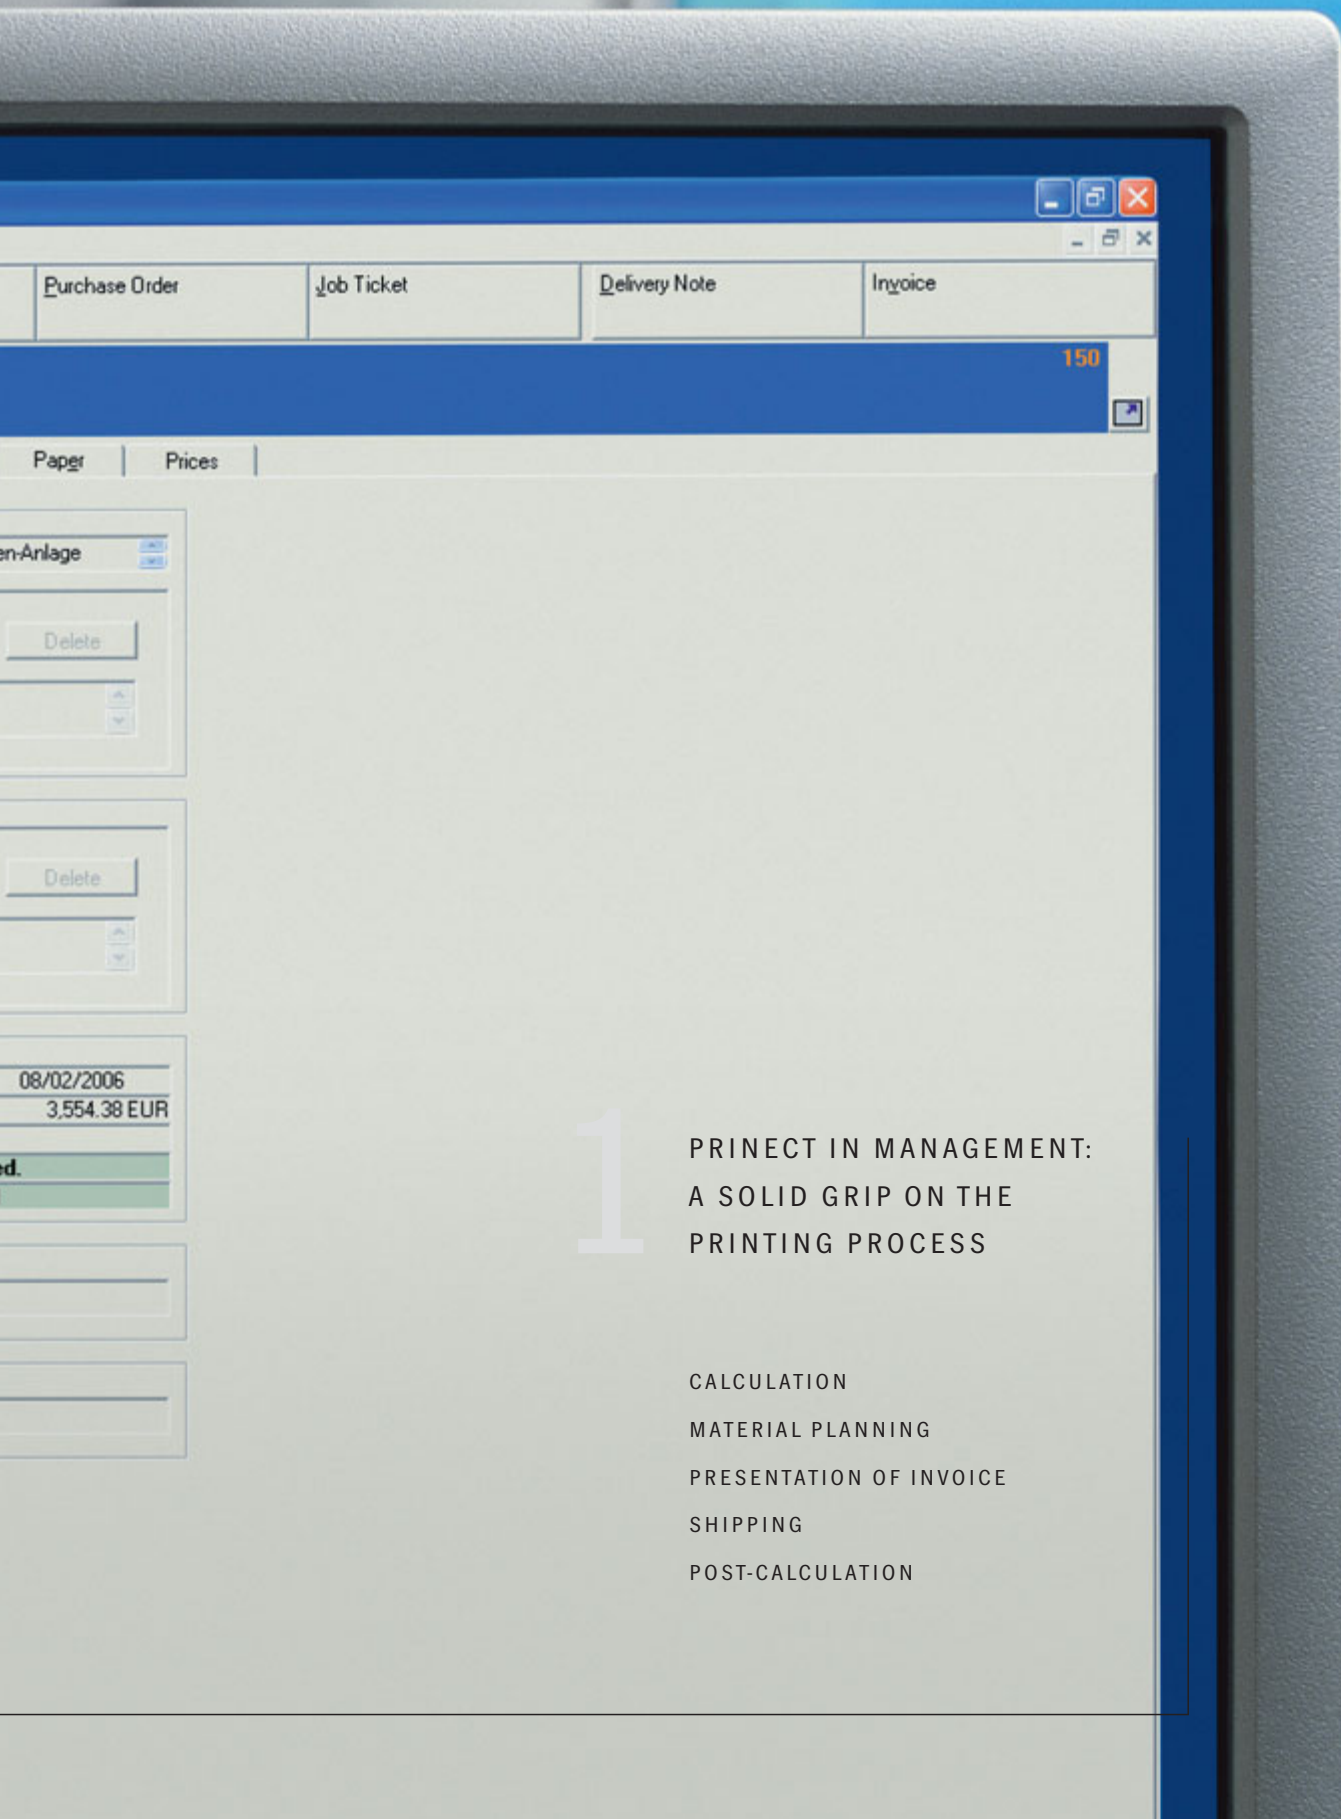 Purchase Order
Job Ticket
Delivery Note
Invoice
150
Paper
Prices
en-Anlage
Delete
Delete
08/02/2006
3,554.38 EUR
ed.
1
PRINECT IN MANAGEMENT:
A SOLID GRIP ON THE
PRINTING PROCESS
CALCULATION
MATERIAL PLANNING
PRESENTATION OF INVOICE
SHIPPING
POST-CALCULATION